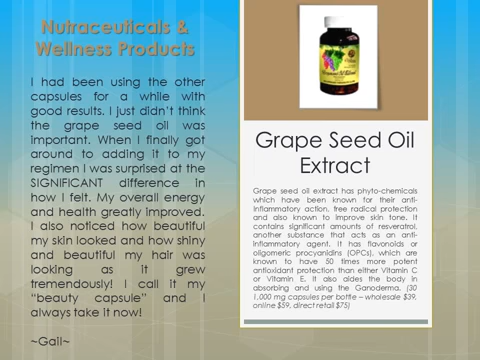 Nutraceuticals &
Wellness Products
I had been using the other
capsules for a while with
good results. I just didn't think
the grape seed oil was
important. When I finally got
around to adding it to my
regimen I was surprised at the
SIGNIFICANT difference in
how I felt. My overall energy
and health greatly improved.
I also noticed how beautiful
my skin looked and how shiny
and beautiful my hair was
looking as it grew
tremendously! I call it my
"beauty capsule" and I
always take it now!
~Gail~
Grape Seed Oil
Extract
Grape seed oil extract has phyto-chemicals
which have been known for their anti-
inflammatory action, free radical protection
and also known to improve skin tone. It
contains significant amounts of resveratrol,
another substance that acts as an anti-
inflammatory agent. It has flavonoids or
oligomeric procyanidins (OPCs), which are
known to have 50 times more potent
antioxidant protection than either Vitamin C
or Vitamin E. It also aides the body in
absorbing and using the Ganoderma. (30
1,000 mg capsules per bottle – wholesale $39,
online $59, direct retail $75)